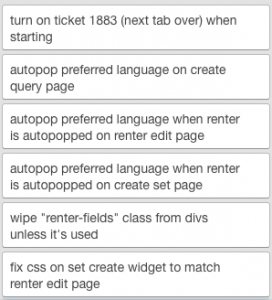 turn on ticket 1883 (next tab over) when
starting
autopop preferred language on create
query page
autopop preferred language when renter
is autopopped on renter edit page
autopop preferred language when renter
is autopopped on create set page
wipe "renter-fields" class from divs
unless it's used
fix css on set create widget to match
renter edit page